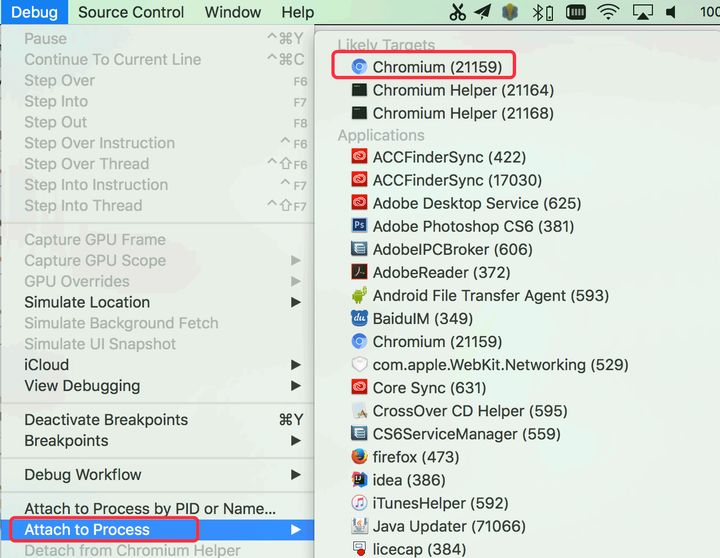 Debug Source Control Window Help 100
Pause ^⌘Y
Continue To Current Line ^⌘C
Step Over F6
Step Into F7
Step Out F8
Step Over Instruction ^F6
Step Over Thread ^⇧F6
Step Into Instruction ^F7
Step Into Thread ^⇧F7
Capture GPU Frame
Capture GPU Scope
GPU Overrides
Simulate Location
Simulate Background Fetch
Simulate UI Snapshot
iCloud
View Debugging
Deactivate Breakpoints ⌘Y
Breakpoints
Debug Workflow
Attach to Process by PID or Name...
Attach to Process
Detach from Chromium Helper
Likely Targets
Chromium (21159)
Chromium Helper (21164)
Chromium Helper (21168)
Applications
ACCFinderSync (422)
ACCFinderSync (17030)
Adobe Desktop Service (625)
Ps Adobe Photoshop CS6 (381)
AdobeIPCBroker (606)
AdobeReader (372)
Android File Transfer Agent (593)
du BaiduIM (349)
Chromium (21159)
com.apple.WebKit.Networking (529)
Core Sync (631)
CrossOver CD Helper (595)
CS6ServiceManager (559)
firefox (473)
idea (386)
iTunesHelper (592)
Java Updater (71066)
licecap (384)